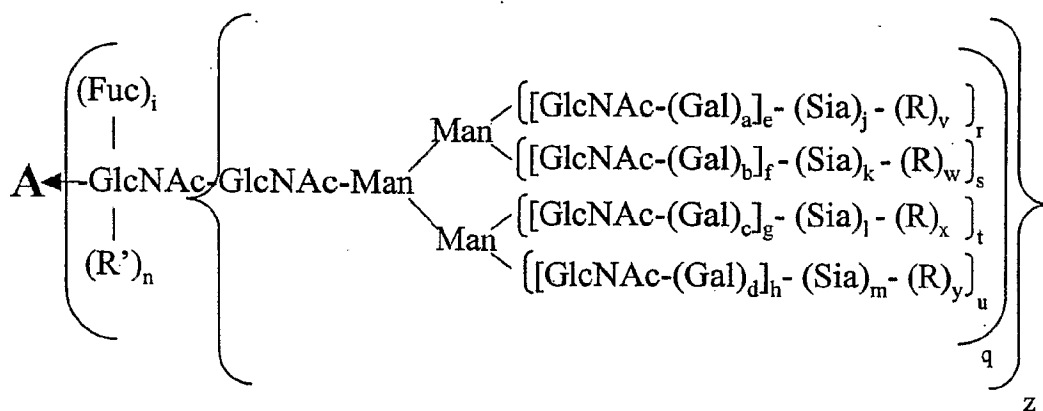 (Fuc)i
Man [GlcNAc-(Gal)a]e- (Sia)j - (R)v r
[GlcNAc-(Gal)b]f- (Sia)k - (R)w s
A GlcNAc-GlcNAc-Man
Man [GlcNAc-(Gal)c]g- (Sia)l - (R)x t
(R')n
[GlcNAc-(Gal)d]h- (Sia)m - (R)y u
q
z